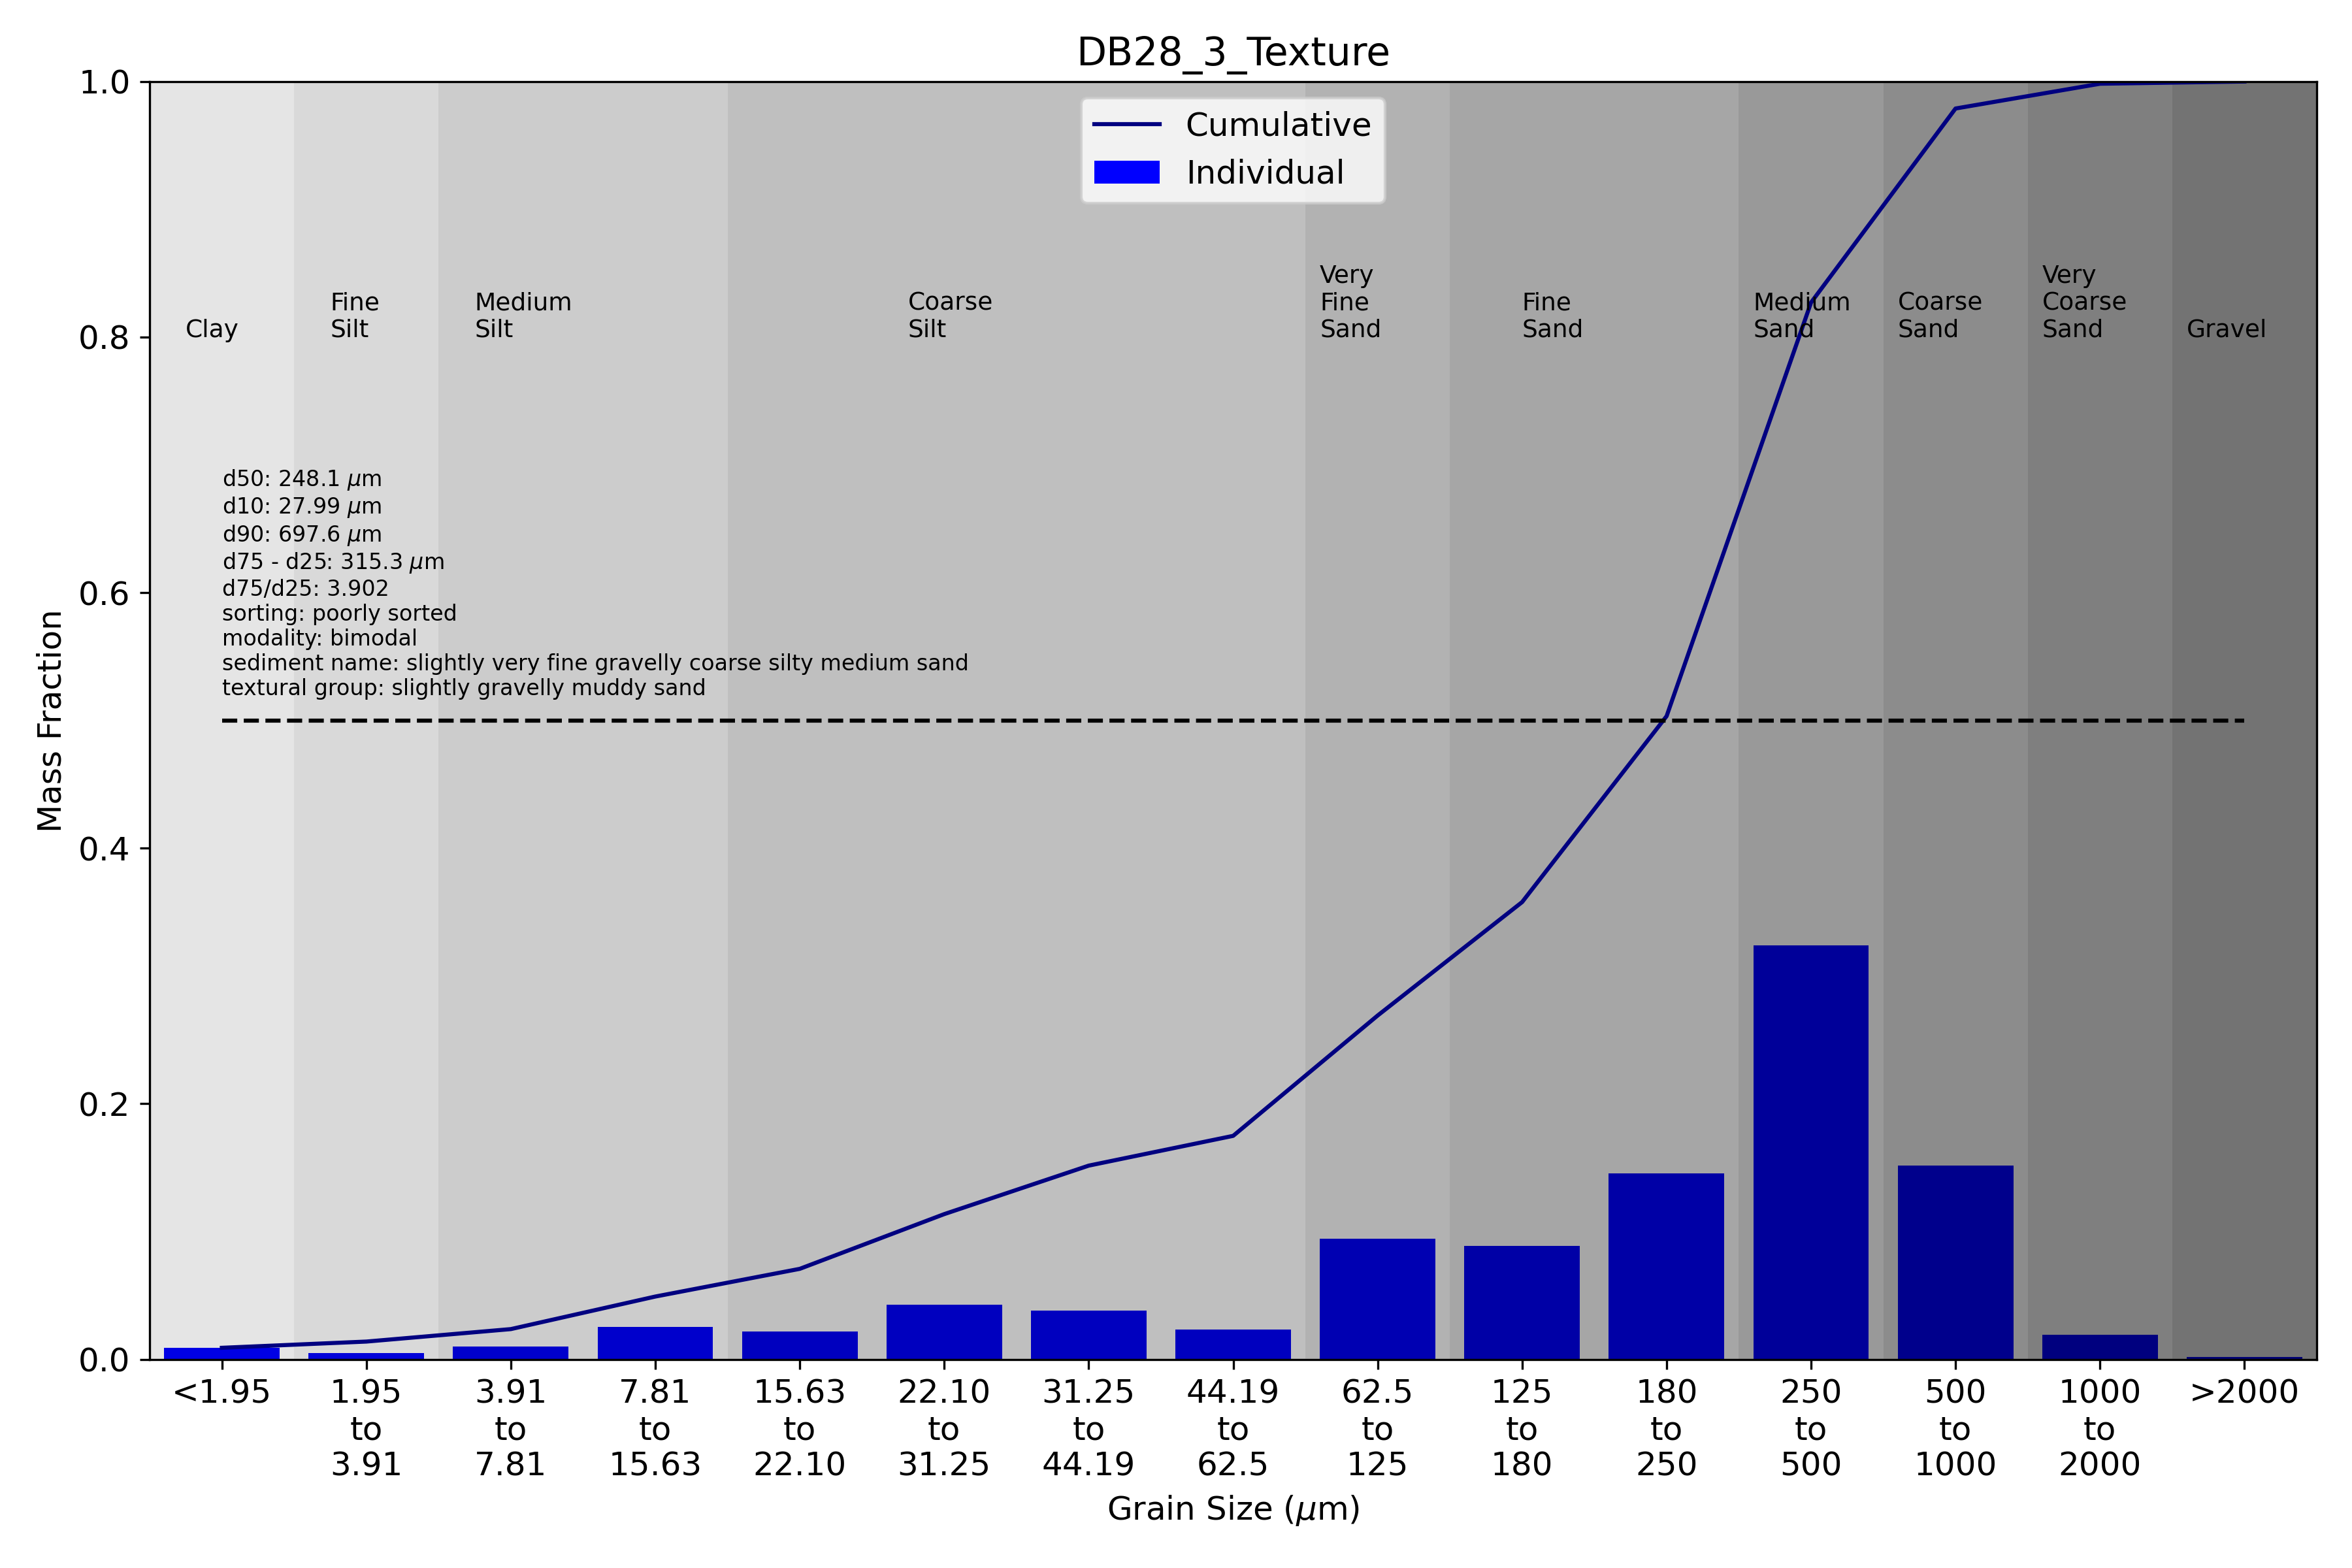 DB28_3_Texture
Cumulative
Individual
Clay
Fine
Silt
Medium
Silt
Coarse
Silt
Very
Fine
Sand
Fine
Sand
Medium
Sand
Coarse
Sand
Very
Coarse
Sand
Gravel
d50: 248.1 μm
d10: 27.99 μm
d90: 697.6 μm
d75 - d25: 315.3 μm
d75/d25: 3.902
sorting: poorly sorted
modality: bimodal
sediment name: slightly very fine gravelly coarse silty medium sand
textural group: slightly gravelly muddy sand
Mass Fraction
1.0
0.8
0.6
0.4
0.2
0.0
<1.95
1.95
to
3.91
3.91
to
7.81
7.81
to
15.63
15.63
to
22.10
22.10
to
31.25
31.25
to
44.19
44.19
to
62.5
62.5
to
125
125
to
180
180
to
250
250
to
500
500
to
1000
1000
to
2000
>2000
Grain Size (μm)